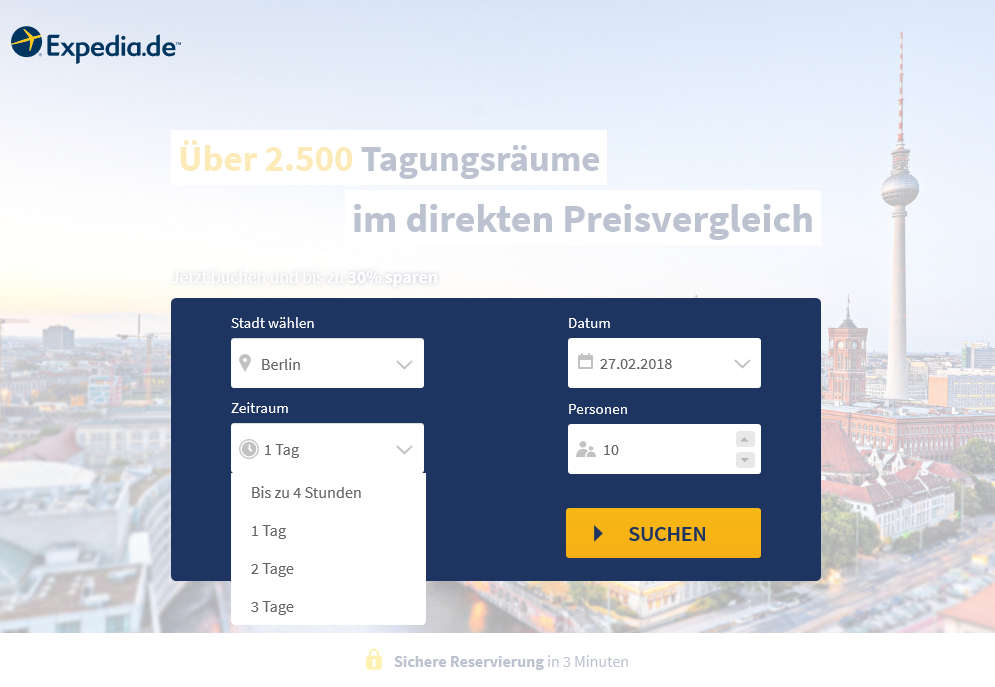 Expedia.de™
Über 2.500 Tagungsräume
im direkten Preisvergleich
Jetzt buchen und bis zu 30% sparen
Stadt wählen
Berlin
Datum
27.02.2018
Zeitraum
1 Tag
Personen
10
Bis zu 4 Stunden
1 Tag
2 Tage
3 Tage
SUCHEN
Sichere Reservierung in 3 Minuten